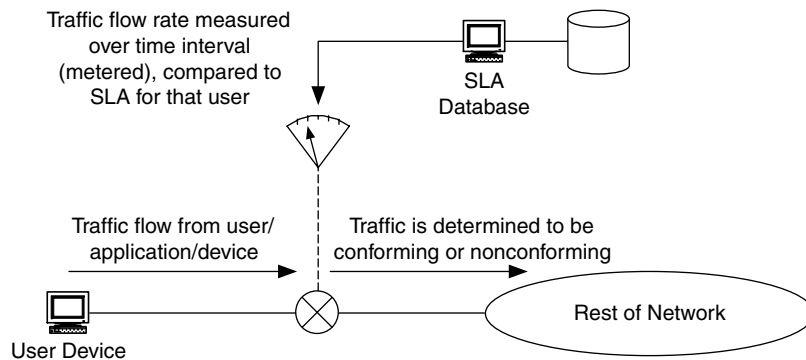 Traffic flow rate measured
over time interval
(metered), compared to
SLA for that user
SLA
Database
Traffic flow from user/
application/device
Traffic is determined to be
conforming or nonconforming
Rest of Network
User Device